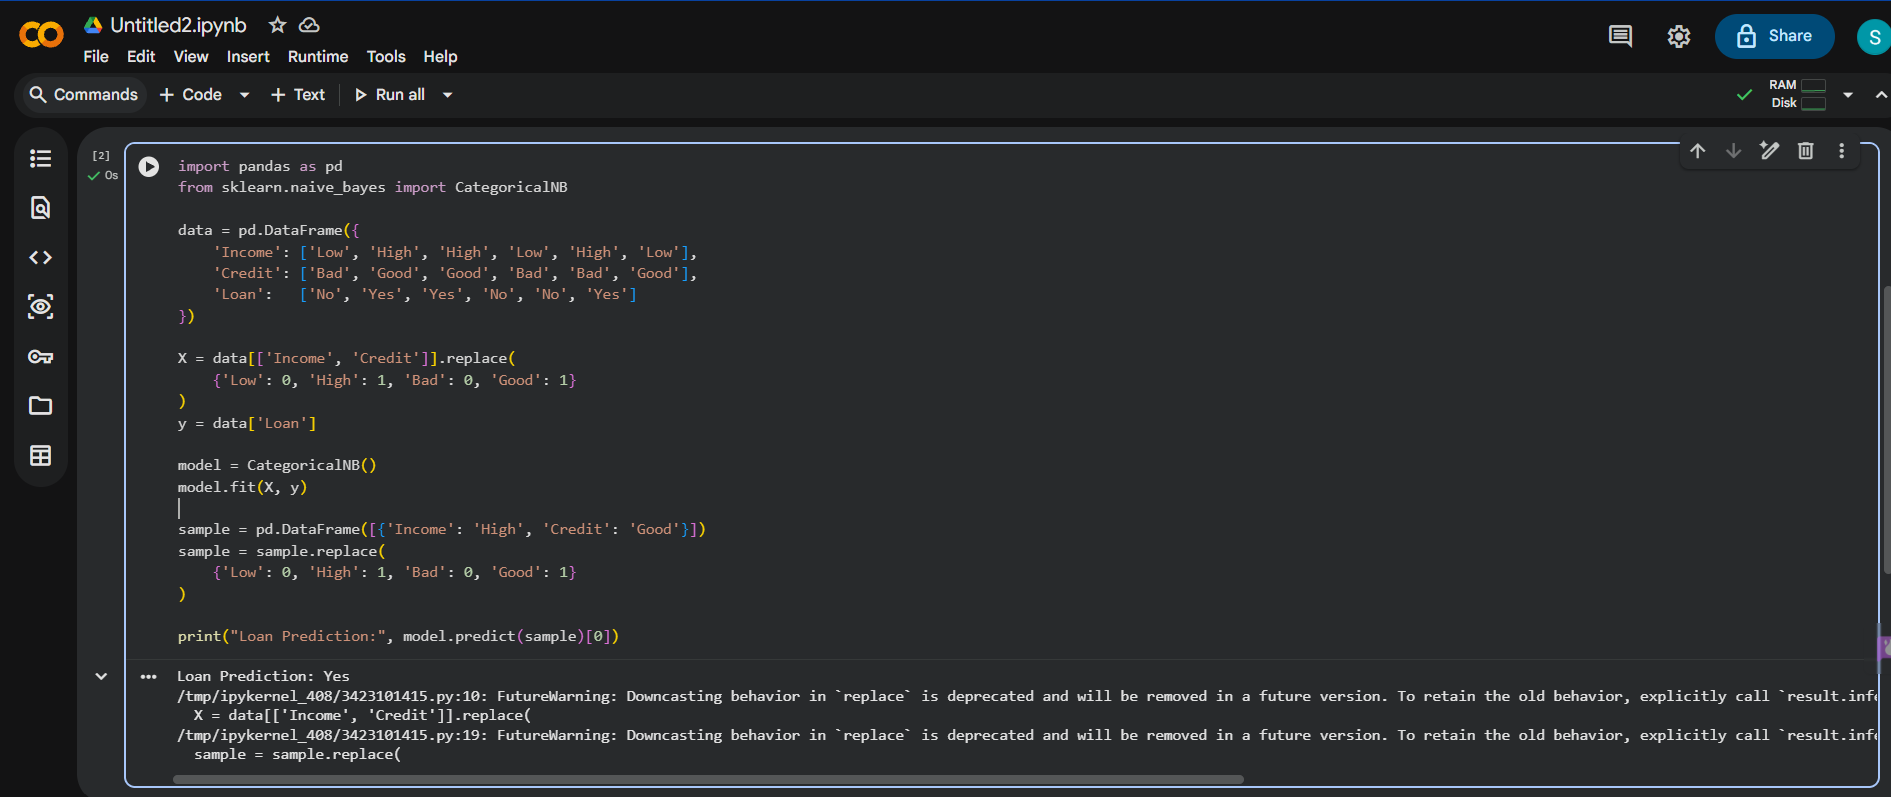 Untitled2.ipynb
File Edit View Insert Runtime Tools Help
Share
S
Commands + Code + Text Run all
RAM
Disk
[2]
0s
import pandas as pd
from sklearn.naive_bayes import CategoricalNB
data = pd.DataFrame({
    'Income': ['Low', 'High', 'High', 'Low', 'High', 'Low'],
    'Credit': ['Bad', 'Good', 'Good', 'Bad', 'Bad', 'Good'],
    'Loan':   ['No', 'Yes', 'Yes', 'No', 'No', 'Yes']
})
X = data[['Income', 'Credit']].replace(
    {'Low': 0, 'High': 1, 'Bad': 0, 'Good': 1}
)
y = data['Loan']
model = CategoricalNB()
model.fit(X, y)
sample = pd.DataFrame([{'Income': 'High', 'Credit': 'Good'}])
sample = sample.replace(
    {'Low': 0, 'High': 1, 'Bad': 0, 'Good': 1}
)
print("Loan Prediction:", model.predict(sample)[0])
Loan Prediction: Yes
/tmp/ipykernel_408/3423101415.py:10: FutureWarning: Downcasting behavior in `replace` is deprecated and will be removed in a future version. To retain the old behavior, explicitly call `result.infe
  X = data[['Income', 'Credit']].replace(
/tmp/ipykernel_408/3423101415.py:19: FutureWarning: Downcasting behavior in `replace` is deprecated and will be removed in a future version. To retain the old behavior, explicitly call `result.infe
  sample = sample.replace(